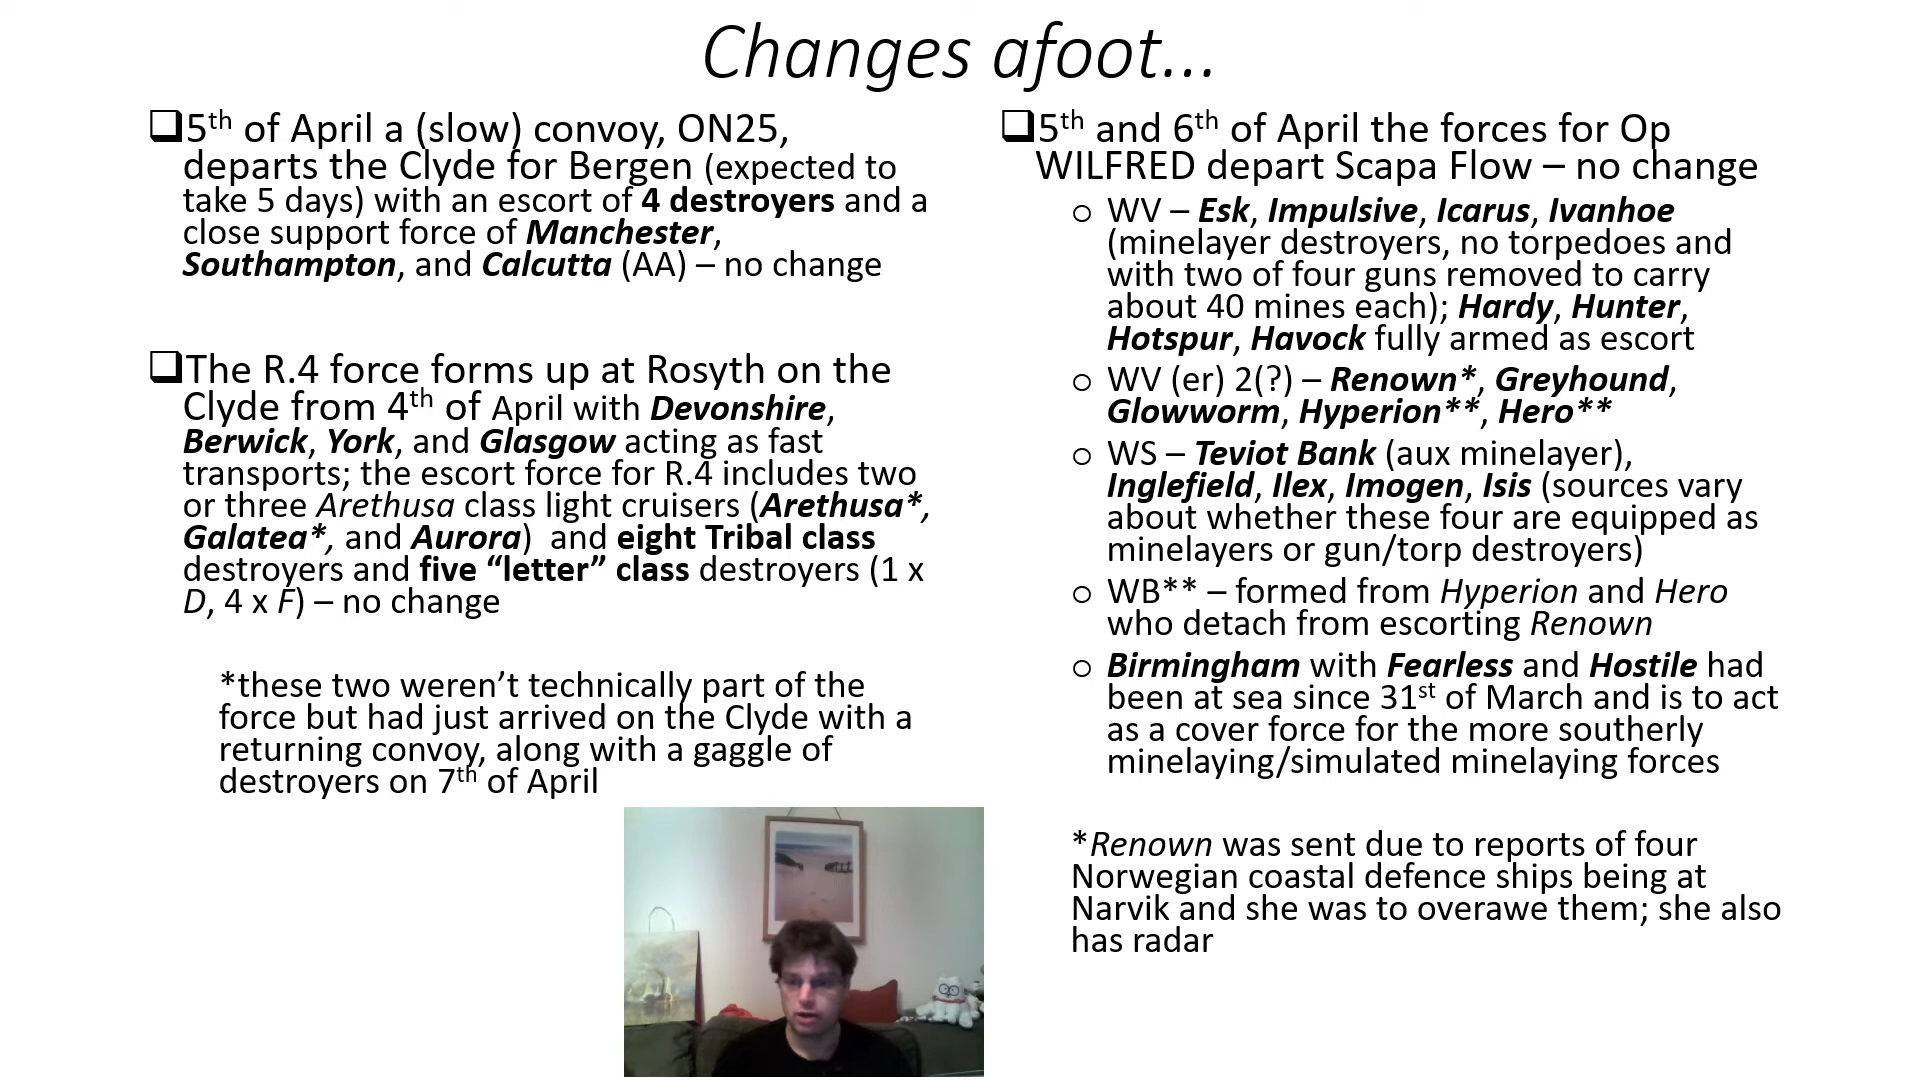 Changes afoot...
❑5th of April a (slow) convoy, ON25,
departs the Clyde for Bergen (expected to
take 5 days) with an escort of 4 destroyers and a
close support force of Manchester,
Southampton, and Calcutta (AA) – no change
❑The R.4 force forms up at Rosyth on the
Clyde from 4th of April with Devonshire,
Berwick, York, and Glasgow acting as fast
transports; the escort force for R.4 includes two
or three Arethusa class light cruisers (Arethusa*,
Galatea*, and Aurora) and eight Tribal class
destroyers and five “letter” class destroyers (1 x
D, 4 x F) – no change
*these two weren’t technically part of the
force but had just arrived on the Clyde with a
returning convoy, along with a gaggle of
destroyers on 7th of April
❑5th and 6th of April the forces for Op
WILFRED depart Scapa Flow – no change
o WV – Esk, Impulsive, Icarus, Ivanhoe
(minelayer destroyers, no torpedoes and
with two of four guns removed to carry
about 40 mines each); Hardy, Hunter,
Hotspur, Havock fully armed as escort
o WV (er) 2(?) – Renown*, Greyhound,
Glowworm, Hyperion**, Hero**
o WS – Teviot Bank (aux minelayer),
Inglefield, Ilex, Imogen, Isis (sources vary
about whether these four are equipped as
minelayers or gun/torp destroyers)
o WB** – formed from Hyperion and Hero
who detach from escorting Renown
o Birmingham with Fearless and Hostile had
been at sea since 31st of March and is to act
as a cover force for the more southerly
minelaying/simulated minelaying forces
*Renown was sent due to reports of four
Norwegian coastal defence ships being at
Narvik and she was to overawe them; she also
has radar